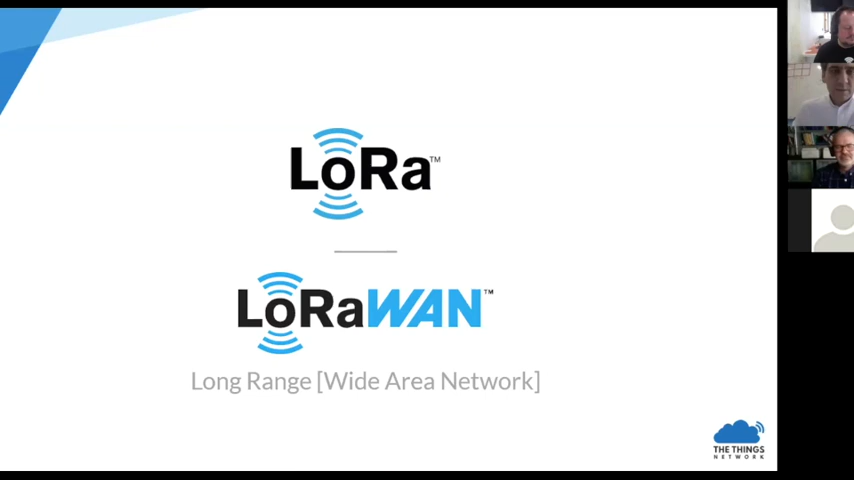 LoRa™
LoRaWAN™
Long Range [Wide Area Network]
THE THINGS
NETWORK